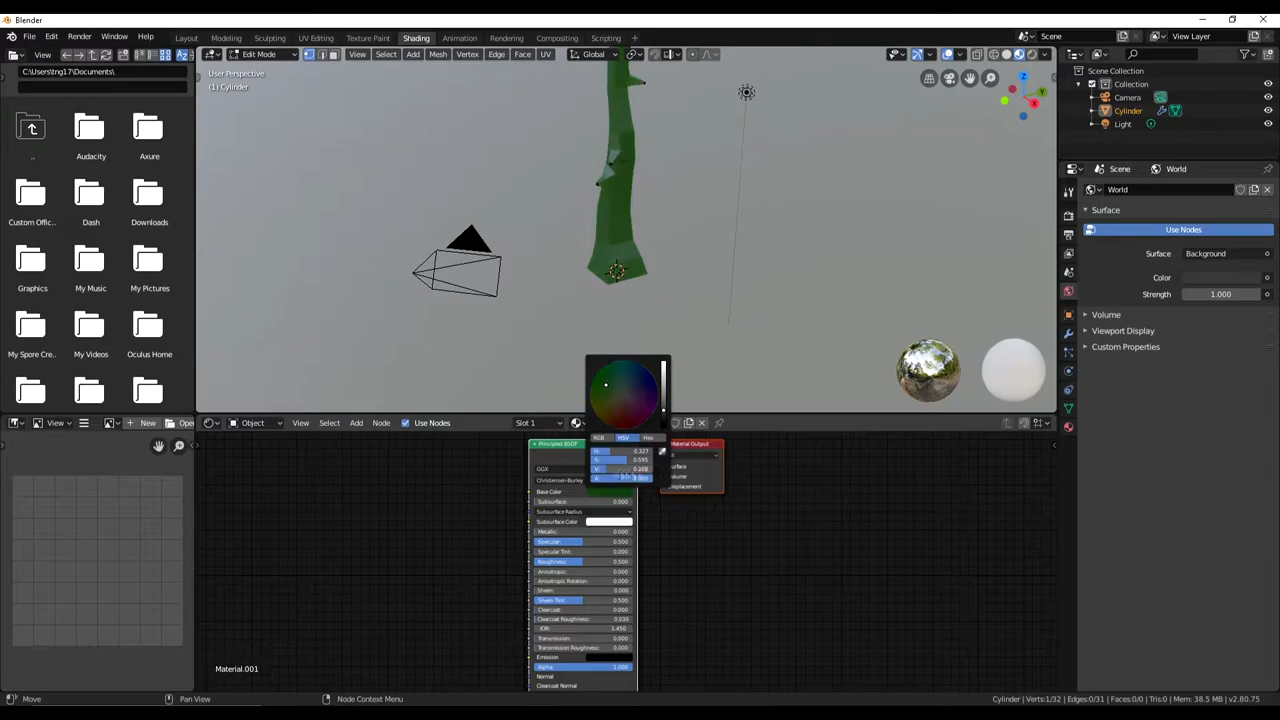 Blender
File Edit Render Window Help Layout Modeling Sculpting UV Editing Texture Paint Shading Animation Rendering Compositing Scripting Scene View Layer
View Edit Mode View Select Add Mesh Vertex Edge Face UV Global
C:\Users\tng17\Documents\
User Perspective
(1) Cylinder
Scene Collection
Collection
Camera
Cylinder
Light
..
Audacity
Axure
Custom Offic...
Dash
Downloads
Graphics
My Music
My Pictures
My Spore Cre...
My Videos
Oculus Home
Scene World
World
Surface
Use Nodes
Surface Background
Color
Strength 1.000
Volume
Viewport Display
Custom Properties
View New Open
Object View Select Add Node Use Nodes Slot 1
RGB HSV Hex
H: 0.327
S: 0.595
V: 0.208
A:
Principled BSDF
GGX
Christensen-Burley
Base Color
Subsurface: 0.000
Subsurface Radius
Subsurface Color
Metallic: 0.000
Specular: 0.500
Specular Tint: 0.000
Roughness: 0.500
Anisotropic: 0.000
Anisotropic Rotation: 0.000
Sheen: 0.000
Sheen Tint: 0.500
Clearcoat: 0.000
Clearcoat Roughness: 0.030
IOR: 1.450
Transmission: 0.000
Transmission Roughness: 0.000
Emission
Alpha: 1.000
Normal
Clearcoat Normal
Material Output
Material.001
Move Pan View Node Context Menu Cylinder | Verts:1/32 | Edges:0/31 | Faces:0/0 | Tris:0 | Mem: 38.5 MB | v2.80.75